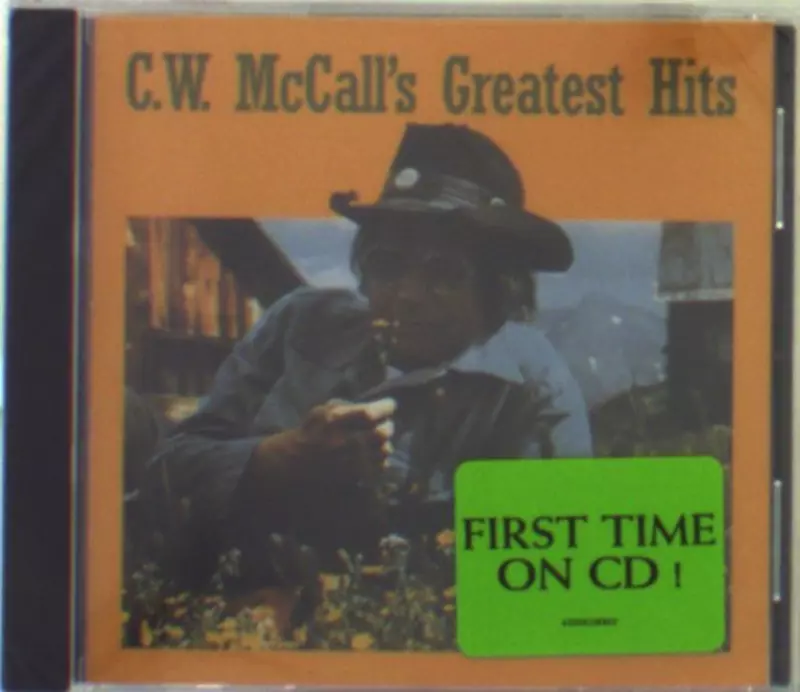 C.W. McCall's Greatest Hits
FIRST TIME
ON CD !